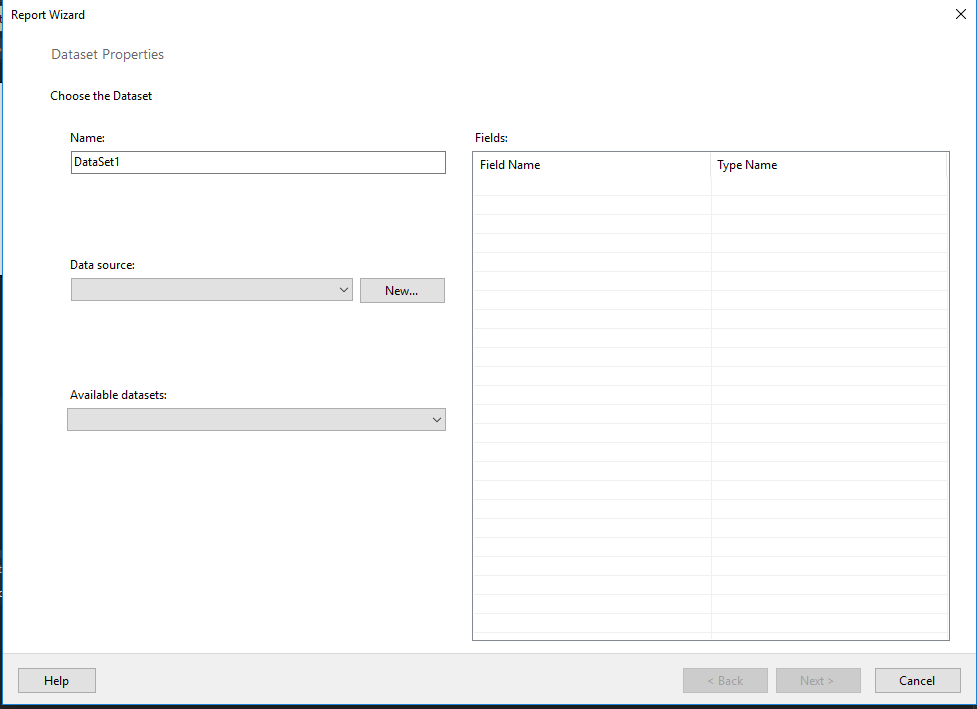 Report Wizard
Dataset Properties
Choose the Dataset
Name:
DataSet1
Data source:
New...
Available datasets:
Fields:
Field Name Type Name
Help
< Back
Next >
Cancel